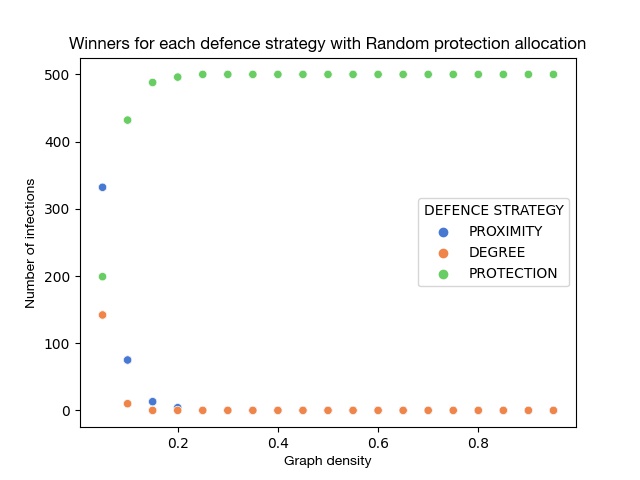 Winners for each defence strategy with Random protection allocation
500
400
300
200
100
0
Number of infections
DEFENCE STRATEGY
PROXIMITY
DEGREE
PROTECTION
0.2
0.4
0.6
0.8
Graph density